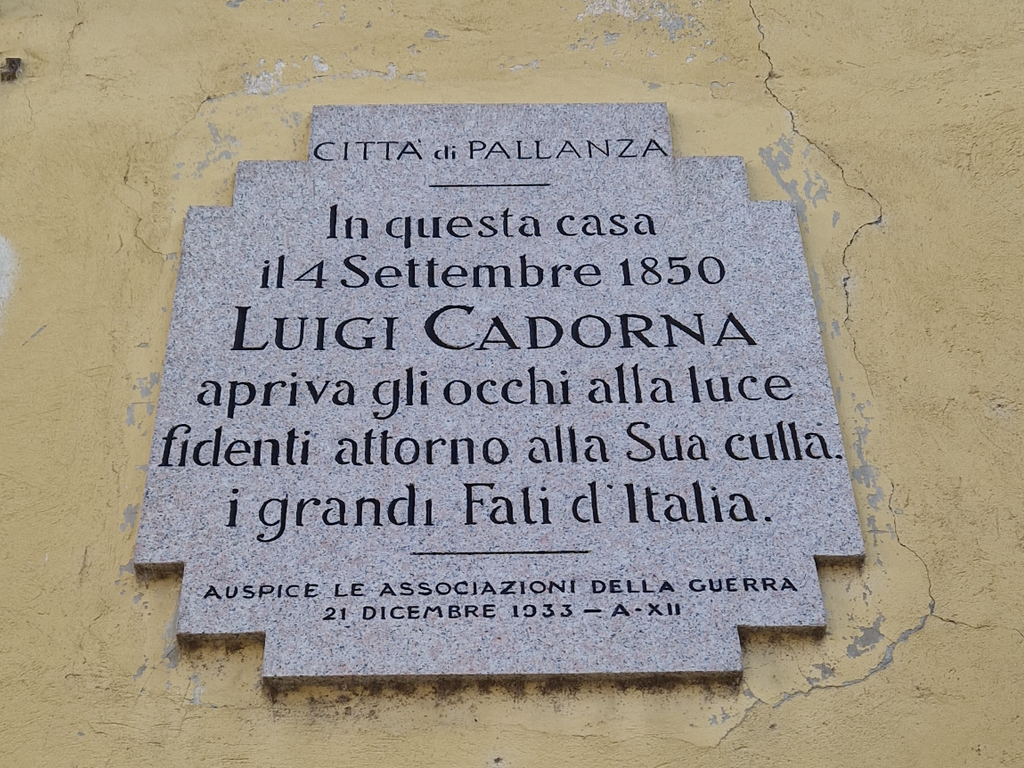 CITTA' di PALLANZA
In questa casa
il 4 Settembre 1850
LUIGI CADORNA
apriva gli occhi alla luce
fidenti attorno alla Sua culla.
i grandi Fati d'Italia.
AUSPICE LE ASSOCIAZIONI DELLA GUERRA
21 DICEMBRE 1933 — A-XII